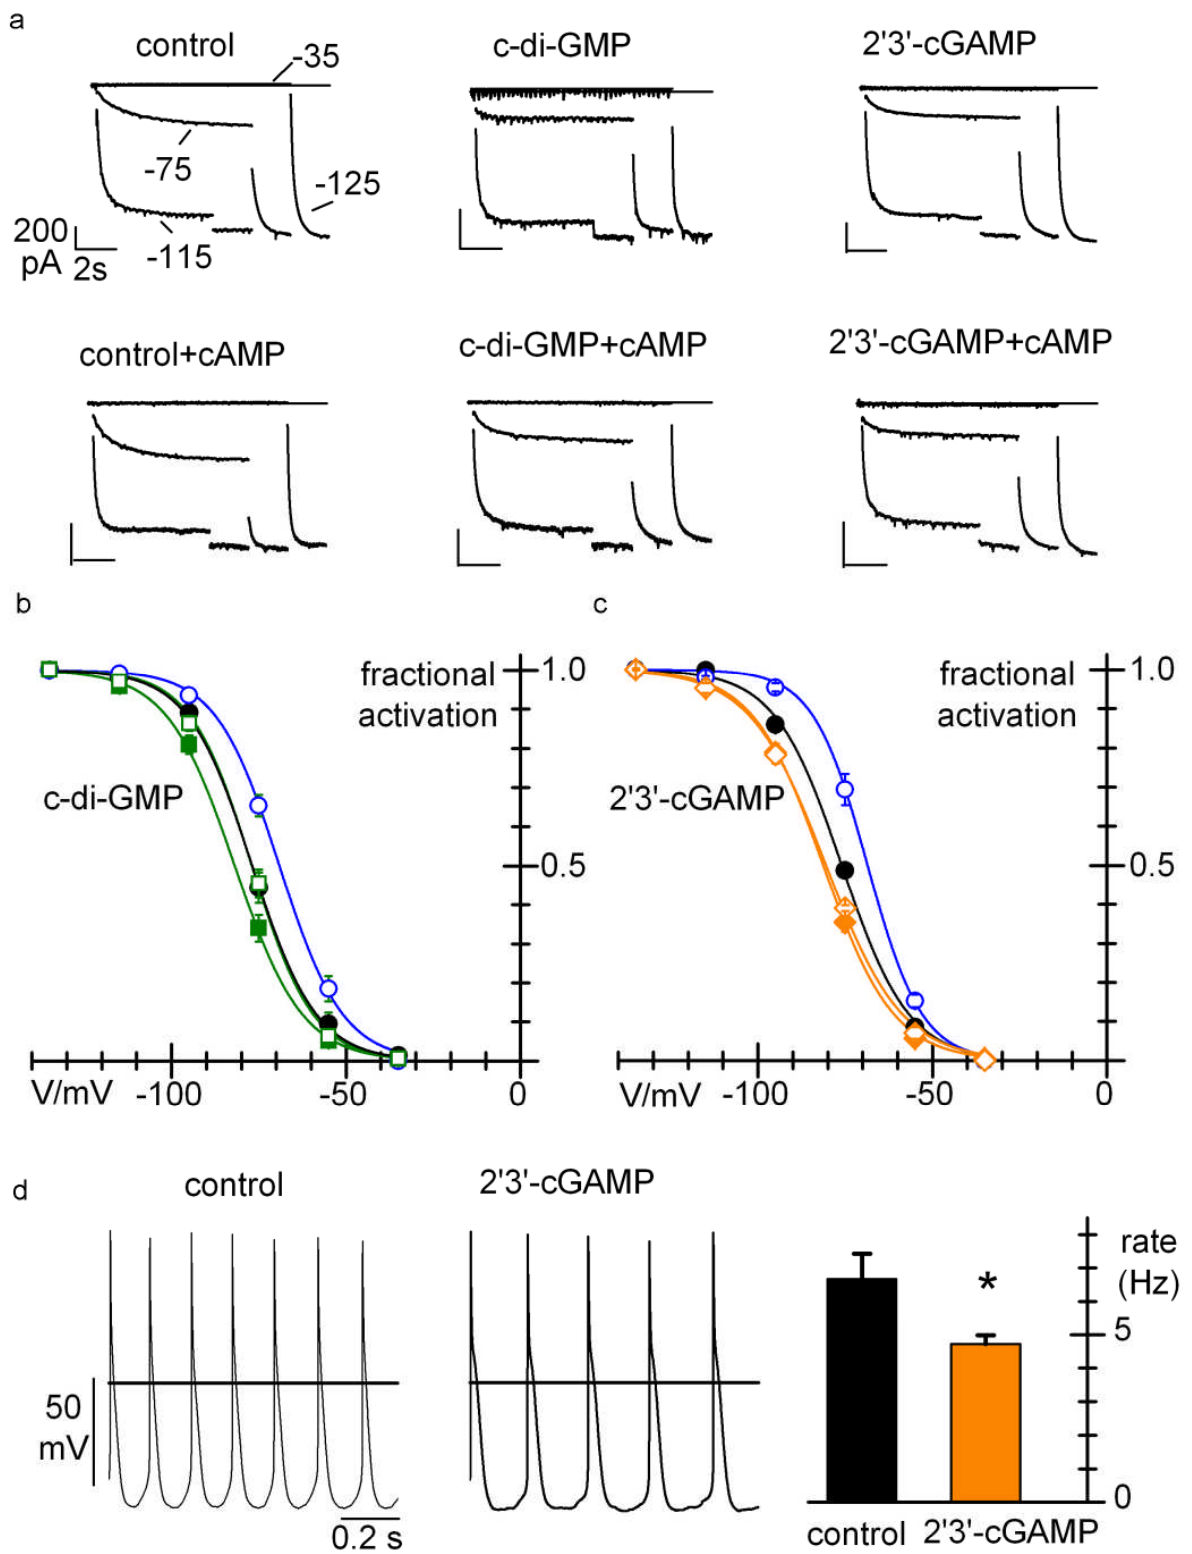 a
control
-35
-75
-125
-115
200
pA
2s
c-di-GMP
2'3'-cGAMP
control+cAMP
c-di-GMP+cAMP
2'3'-cGAMP+cAMP
b
fractional
activation
1.0
c-di-GMP
0.5
V/mV
-100
-50
0
c
fractional
activation
1.0
2'3'-cGAMP
0.5
V/mV
-100
-50
0
d
control
50
mV
0.2 s
2'3'-cGAMP
*
rate
(Hz)
5
0
control
2'3'-cGAMP